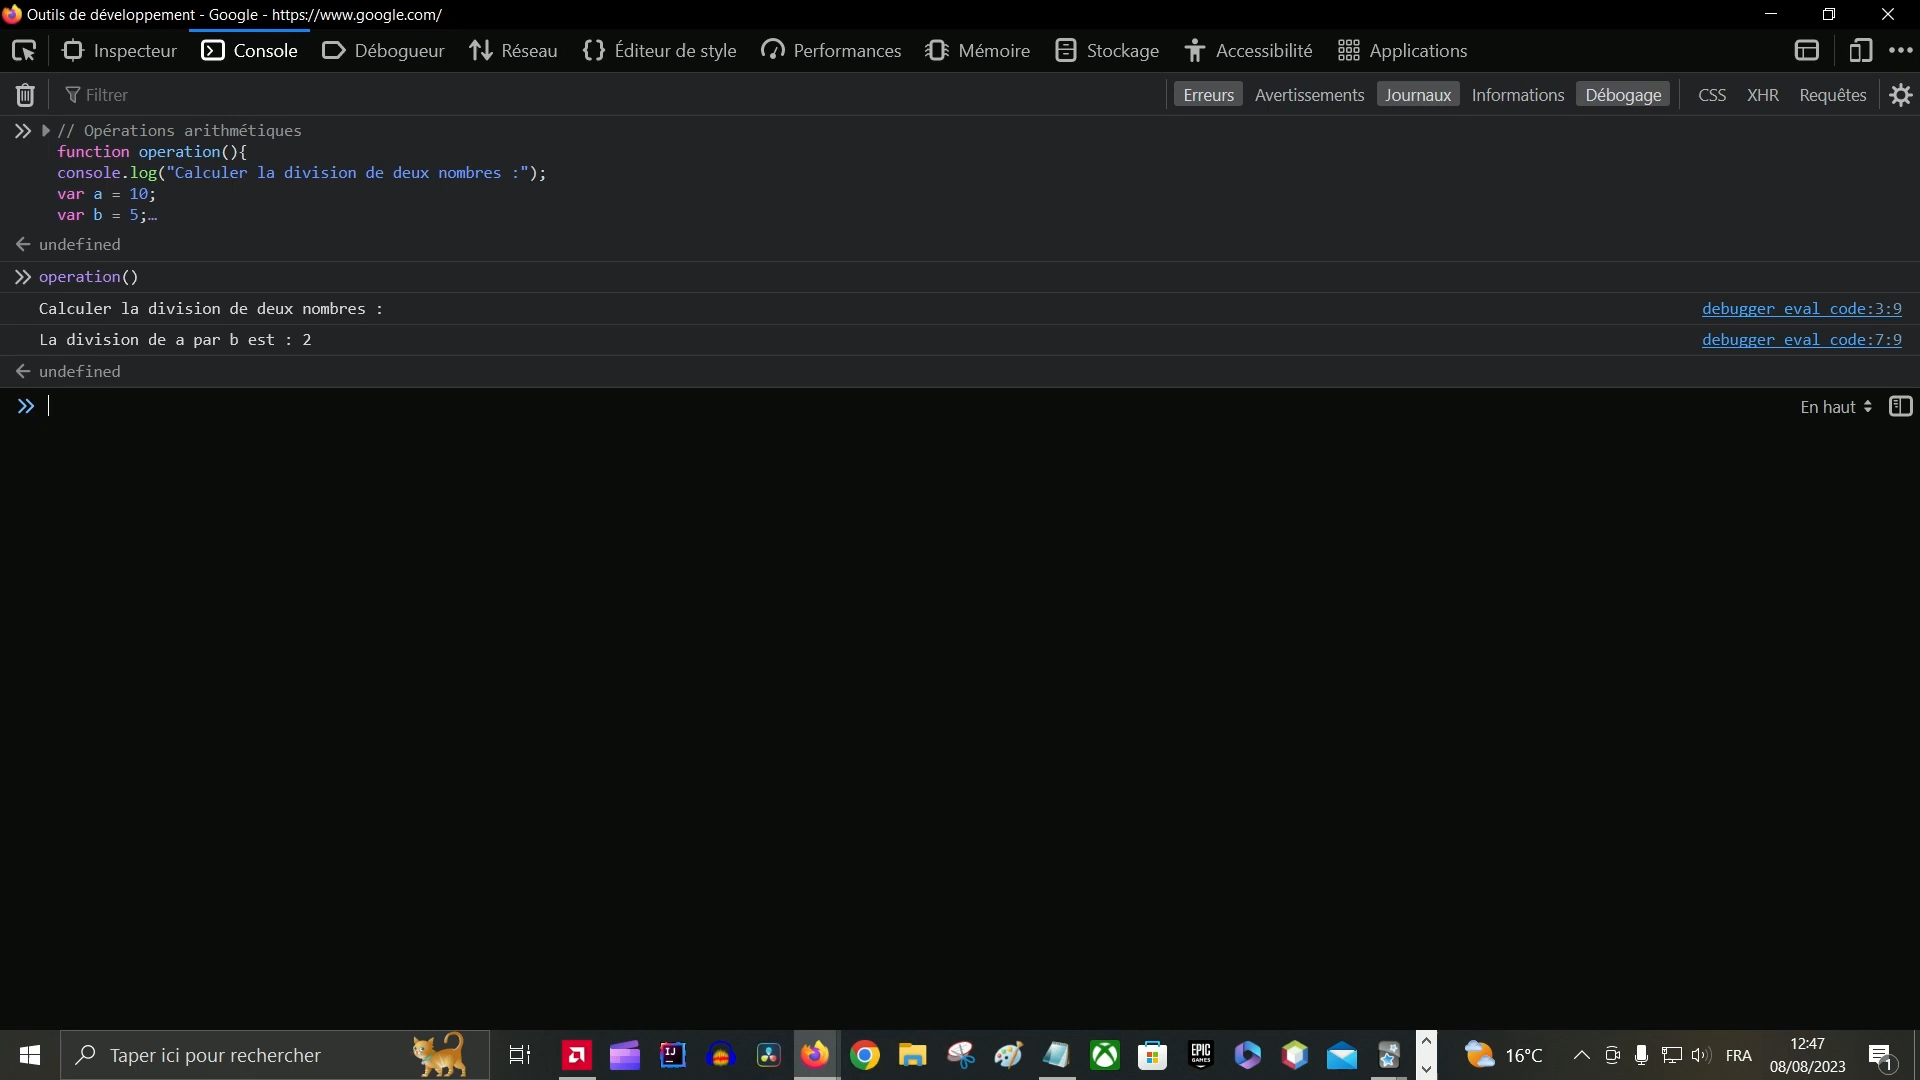 Outils de développement - Google - https://www.google.com/
Inspecteur Console Débogueur Réseau {} Éditeur de style Performances Mémoire Stockage Accessibilité Applications
Filtrer Erreurs Avertissements Journaux Informations Débogage CSS XHR Requêtes
// Opérations arithmétiques
function operation(){
console.log("Calculer la division de deux nombres :");
var a = 10;
var b = 5;…
undefined
operation()
Calculer la division de deux nombres : debugger eval code:3:9
La division de a par b est : 2 debugger eval code:7:9
undefined
En haut
Taper ici pour rechercher IJ EPIC GAMES 16°C FRA 12:47
08/08/2023 1